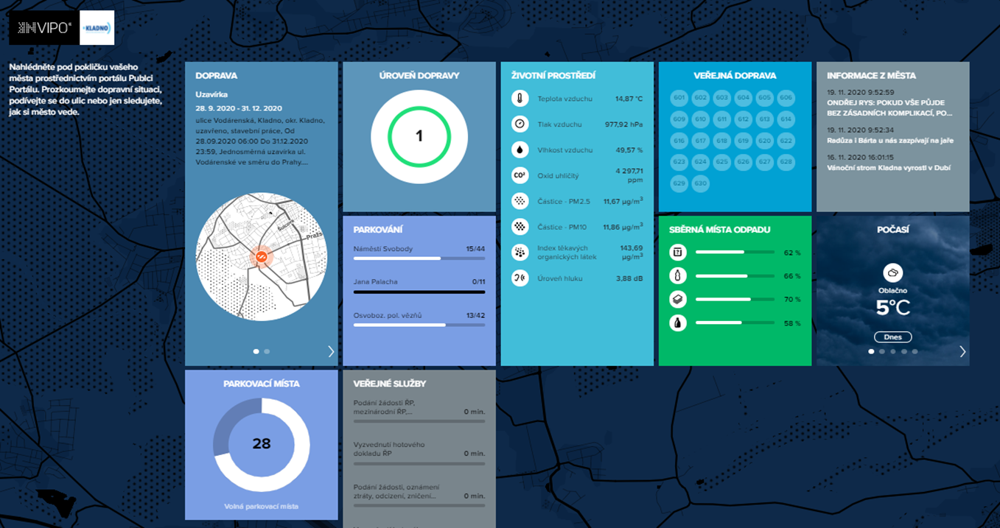 INVIPO®
KLADNO
Nahlédněte pod pokličku vašeho
města prostřednictvím portálu Publci
Portálu. Prozkoumejte dopravní situaci,
podívejte se do ulic nebo jen sledujete,
jak si město vede.
DOPRAVA
Uzavírka
28. 9. 2020 - 31. 12. 2020
ulice Vodárenská, Kladno, okr. Kladno,
uzavřeno, stavební práce, Od
28.09.2020 06:00 Do 31.12.2020
23:59, Jednosměrná uzavírka ul.
Vodárenské ve směru do Prahy....
ÚROVEŇ DOPRAVY
1
PARKOVÁNÍ
Náměstí Svobody 15/44
Jana Palacha 0/11
Osvoboz. pol. vězňů 13/42
ŽIVOTNÍ PROSTŘEDÍ
Teplota vzduchu 14,87 °C
Tlak vzduchu 977,92 hPa
Vlhkost vzduchu 49,57 %
CO² Oxid uhličitý 4 297,71
ppm
Částice - PM2.5 11,67 µg/m³
Částice - PM10 11,86 µg/m³
Index těkavých 143,69
organických látek µg/m³
Úroveň hluku 3,88 dB
VEŘEJNÁ DOPRAVA
601 602 603 604 605 606
609 610 611 612 613 614
616 617 618 619 620 622
623 624 625 626 627 628
629 630
SBĚRNÁ MÍSTA ODPADU
62 %
66 %
70 %
58 %
INFORMACE Z MĚSTA
19. 11. 2020 9:52:59
ONDŘEJ RYS: POKUD VŠE PŮJDE
BEZ ZÁSADNÍCH KOMPLIKACÍ, PO...
19. 11. 2020 9:52:34
Radůza i Bárta u nás zazpívají na jaře
16. 11. 2020 16:01:15
Vánoční strom Kladna vyrostl v Dubí
POČASÍ
Oblačno
5°C
Dnes
PARKOVACÍ MÍSTA
28
Volná parkovací místa
VEŘEJNÉ SLUŽBY
Podání žádosti ŘP,
mezinárodní ŘP,... 0 min.
Vyzvednutí hotového
dokladu ŘP 0 min.
Podání žádosti, oznámení
ztráty, odcizení, zničení... 0 min.